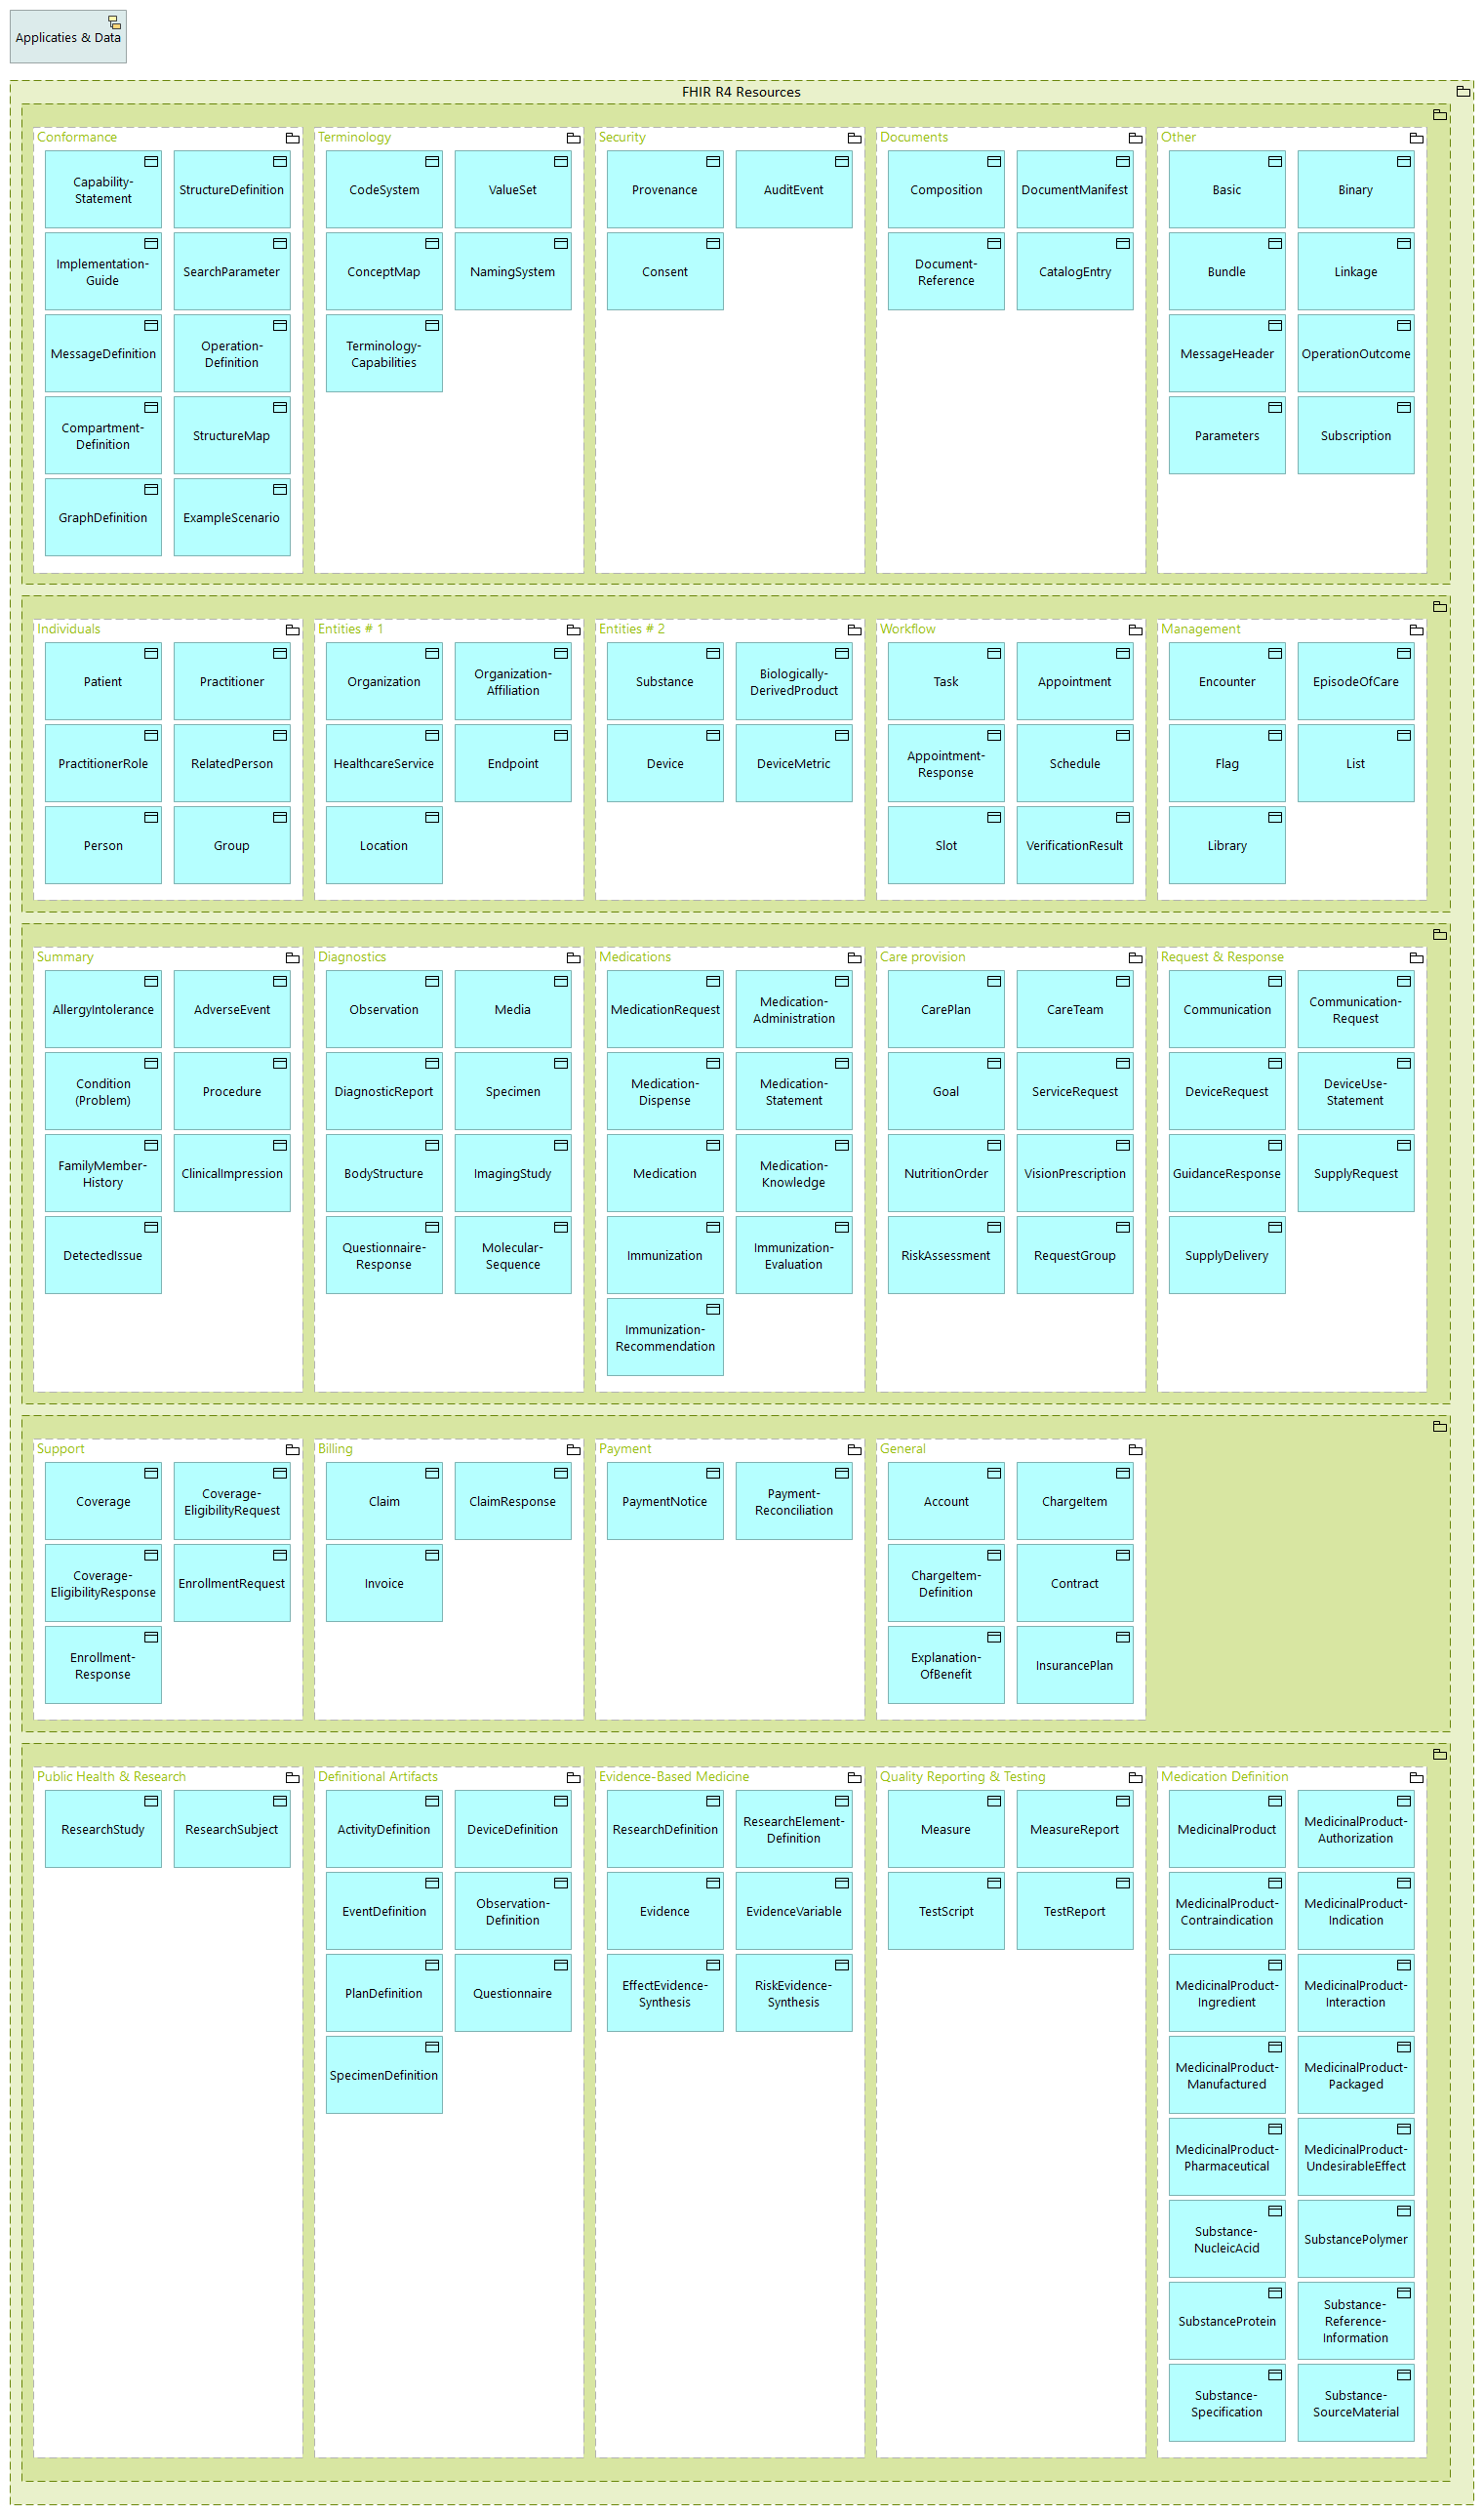 Applicaties & Data
FHIR R4 Resources
Conformance
Capability-
Statement
StructureDefinition
Implementation-
Guide
SearchParameter
MessageDefinition
Operation-
Definition
Compartment-
Definition
StructureMap
GraphDefinition
ExampleScenario
Terminology
CodeSystem
ValueSet
ConceptMap
NamingSystem
Terminology-
Capabilities
Security
Provenance
AuditEvent
Consent
Documents
Composition
DocumentManifest
Document-
Reference
CatalogEntry
Other
Basic
Binary
Bundle
Linkage
MessageHeader
OperationOutcome
Parameters
Subscription
Individuals
Patient
Practitioner
PractitionerRole
RelatedPerson
Person
Group
Entities # 1
Organization
Organization-
Affiliation
HealthcareService
Endpoint
Location
Entities # 2
Substance
Biologically-
DerivedProduct
Device
DeviceMetric
Workflow
Task
Appointment
Appointment-
Response
Schedule
Slot
VerificationResult
Management
Encounter
EpisodeOfCare
Flag
List
Library
Summary
AllergyIntolerance
AdverseEvent
Condition
(Problem)
Procedure
FamilyMember-
History
ClinicalImpression
DetectedIssue
Diagnostics
Observation
Media
DiagnosticReport
Specimen
BodyStructure
ImagingStudy
Questionnaire-
Response
Molecular-
Sequence
Medications
MedicationRequest
Medication-
Administration
Medication-
Dispense
Medication-
Statement
Medication
Medication-
Knowledge
Immunization
Immunization-
Evaluation
Immunization-
Recommendation
Care provision
CarePlan
CareTeam
Goal
ServiceRequest
NutritionOrder
VisionPrescription
RiskAssessment
RequestGroup
Request & Response
Communication
Communication-
Request
DeviceRequest
DeviceUse-
Statement
GuidanceResponse
SupplyRequest
SupplyDelivery
Support
Coverage
Coverage-
EligibilityRequest
Coverage-
EligibilityResponse
EnrollmentRequest
Enrollment-
Response
Billing
Claim
ClaimResponse
Invoice
Payment
PaymentNotice
Payment-
Reconciliation
General
Account
ChargeItem
ChargeItem-
Definition
Contract
Explanation-
OfBenefit
InsurancePlan
Public Health & Research
ResearchStudy
ResearchSubject
Definitional Artifacts
ActivityDefinition
DeviceDefinition
EventDefinition
Observation-
Definition
PlanDefinition
Questionnaire
SpecimenDefinition
Evidence-Based Medicine
ResearchDefinition
ResearchElement-
Definition
Evidence
EvidenceVariable
EffectEvidence-
Synthesis
RiskEvidence-
Synthesis
Quality Reporting & Testing
Measure
MeasureReport
TestScript
TestReport
Medication Definition
MedicinalProduct
MedicinalProduct-
Authorization
MedicinalProduct-
Contraindication
MedicinalProduct-
Indication
MedicinalProduct-
Ingredient
MedicinalProduct-
Interaction
MedicinalProduct-
Manufactured
MedicinalProduct-
Packaged
MedicinalProduct-
Pharmaceutical
MedicinalProduct-
UndesirableEffect
Substance-
NucleicAcid
SubstancePolymer
SubstanceProtein
Substance-
Reference-
Information
Substance-
Specification
Substance-
SourceMaterial